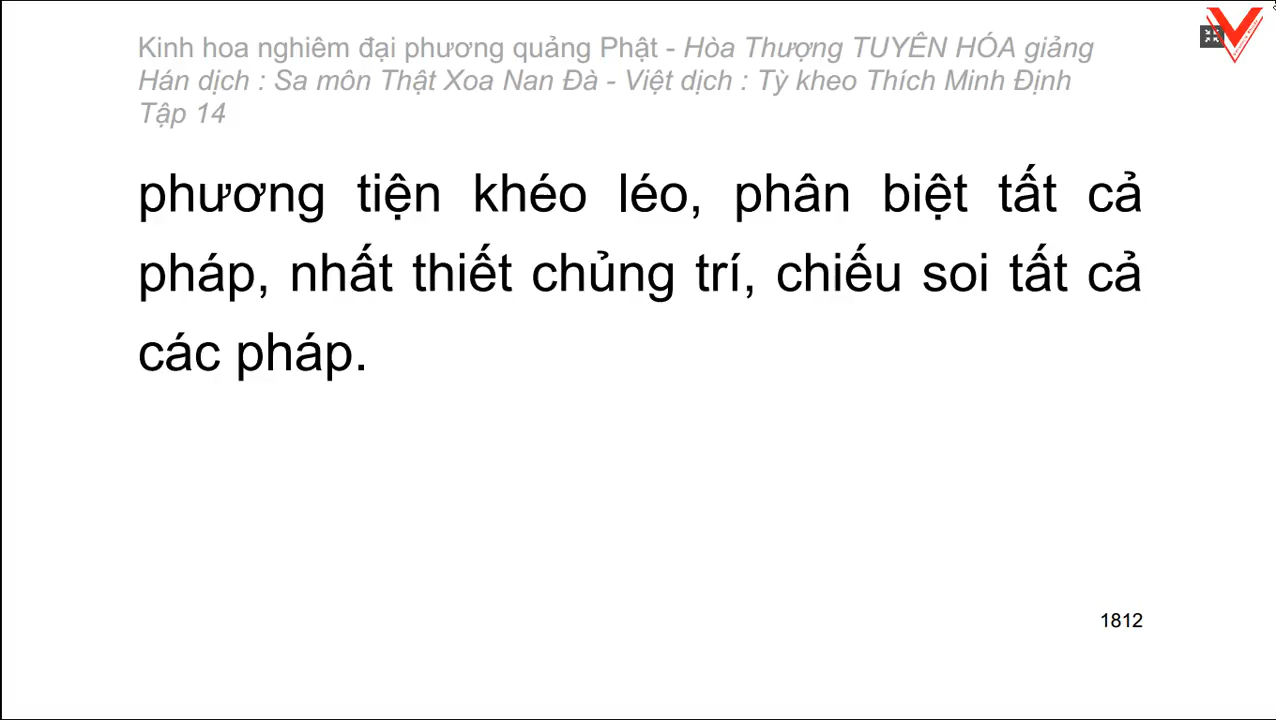 Kinh hoa nghiêm đại phương quảng Phật - Hòa Thượng TUYÊN HÓA giảng
Hán dịch : Sa môn Thật Xoa Nan Đà - Việt dịch : Tỳ kheo Thích Minh Định
Tập 14
phương tiện khéo léo, phân biệt tất cả
pháp, nhất thiết chủng trí, chiếu soi tất cả
các pháp.
1812